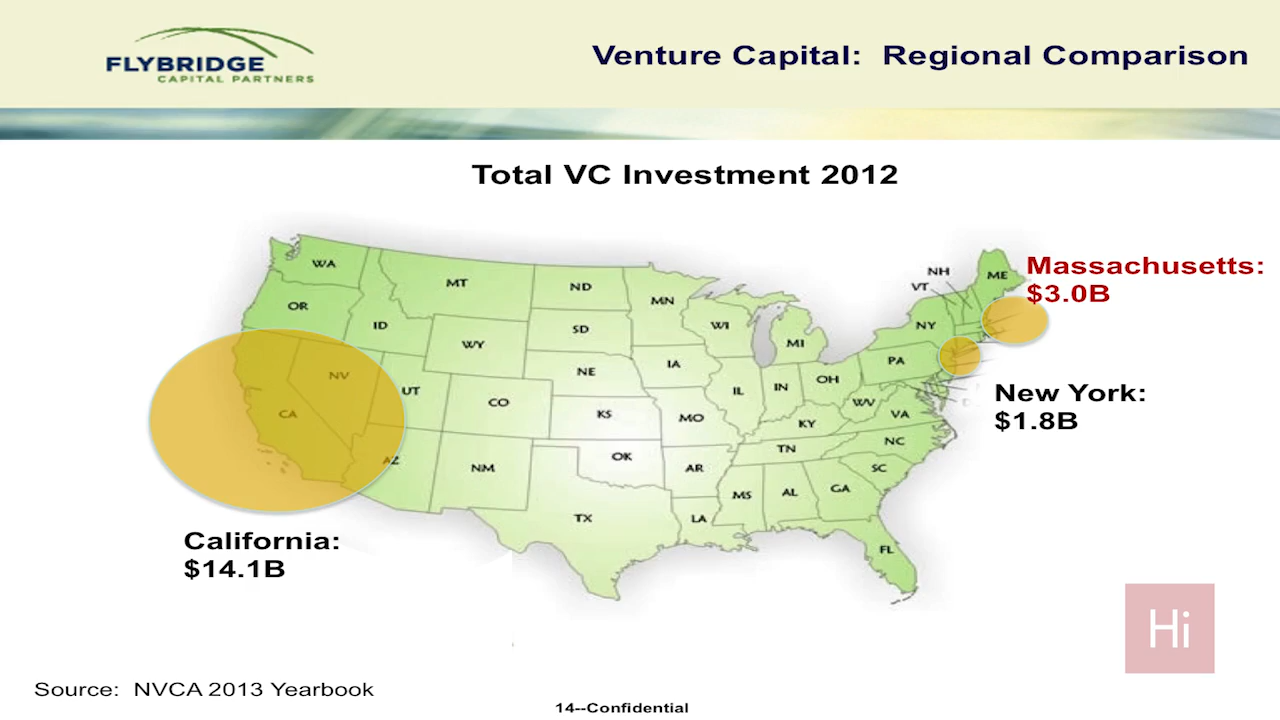 FLYBRIDGE
CAPITAL PARTNERS
Venture Capital: Regional Comparison
Total VC Investment 2012
WA
MT
ND
MN
OR
ID
SD
WI
MI
NH
VT
ME
Massachusetts:
$3.0B
NY
WY
NV
UT
CO
NE
IA
IL
IN
OH
PA
New York:
$1.8B
CA
KS
MO
KY
WV
VA
AZ
NM
OK
AR
TN
NC
SC
TX
LA
MS
AL
GA
FL
California:
$14.1B
Hi
Source: NVCA 2013 Yearbook
14--Confidential